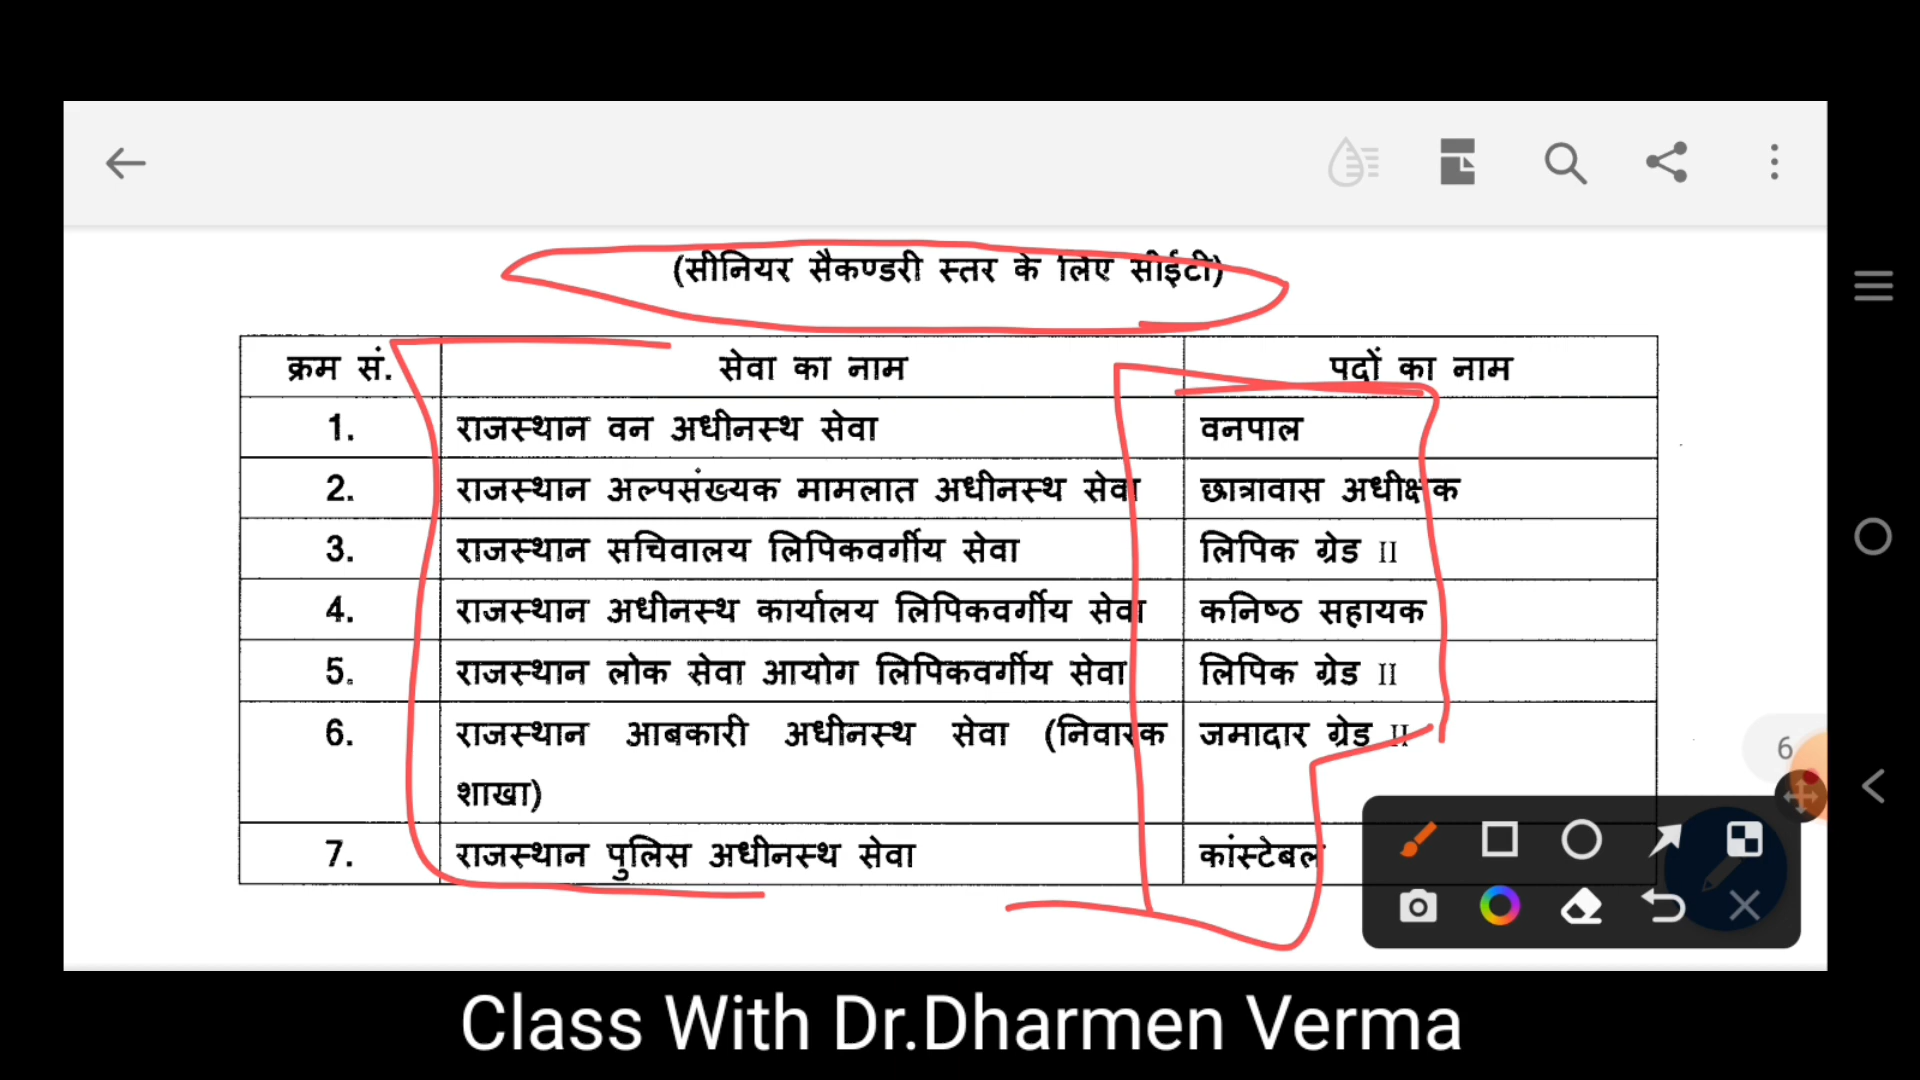 (सीनियर सैकण्डरी स्तर के लिए सीईटी)
क्रम सं. सेवा का नाम पदों का नाम
1. राजस्थान वन अधीनस्थ सेवा वनपाल
2. राजस्थान अल्पसंख्यक मामलात अधीनस्थ सेवा छात्रावास अधीक्षक
3. राजस्थान सचिवालय लिपिकवर्गीय सेवा लिपिक ग्रेड II
4. राजस्थान अधीनस्थ कार्यालय लिपिकवर्गीय सेवा कनिष्ठ सहायक
5. राजस्थान लोक सेवा आयोग लिपिकवर्गीय सेवा लिपिक ग्रेड II
6. राजस्थान आबकारी अधीनस्थ सेवा (निवारक जमादार ग्रेड II
शाखा)
7. राजस्थान पुलिस अधीनस्थ सेवा कांस्टेबल
6
Class With Dr.Dharmen Verma